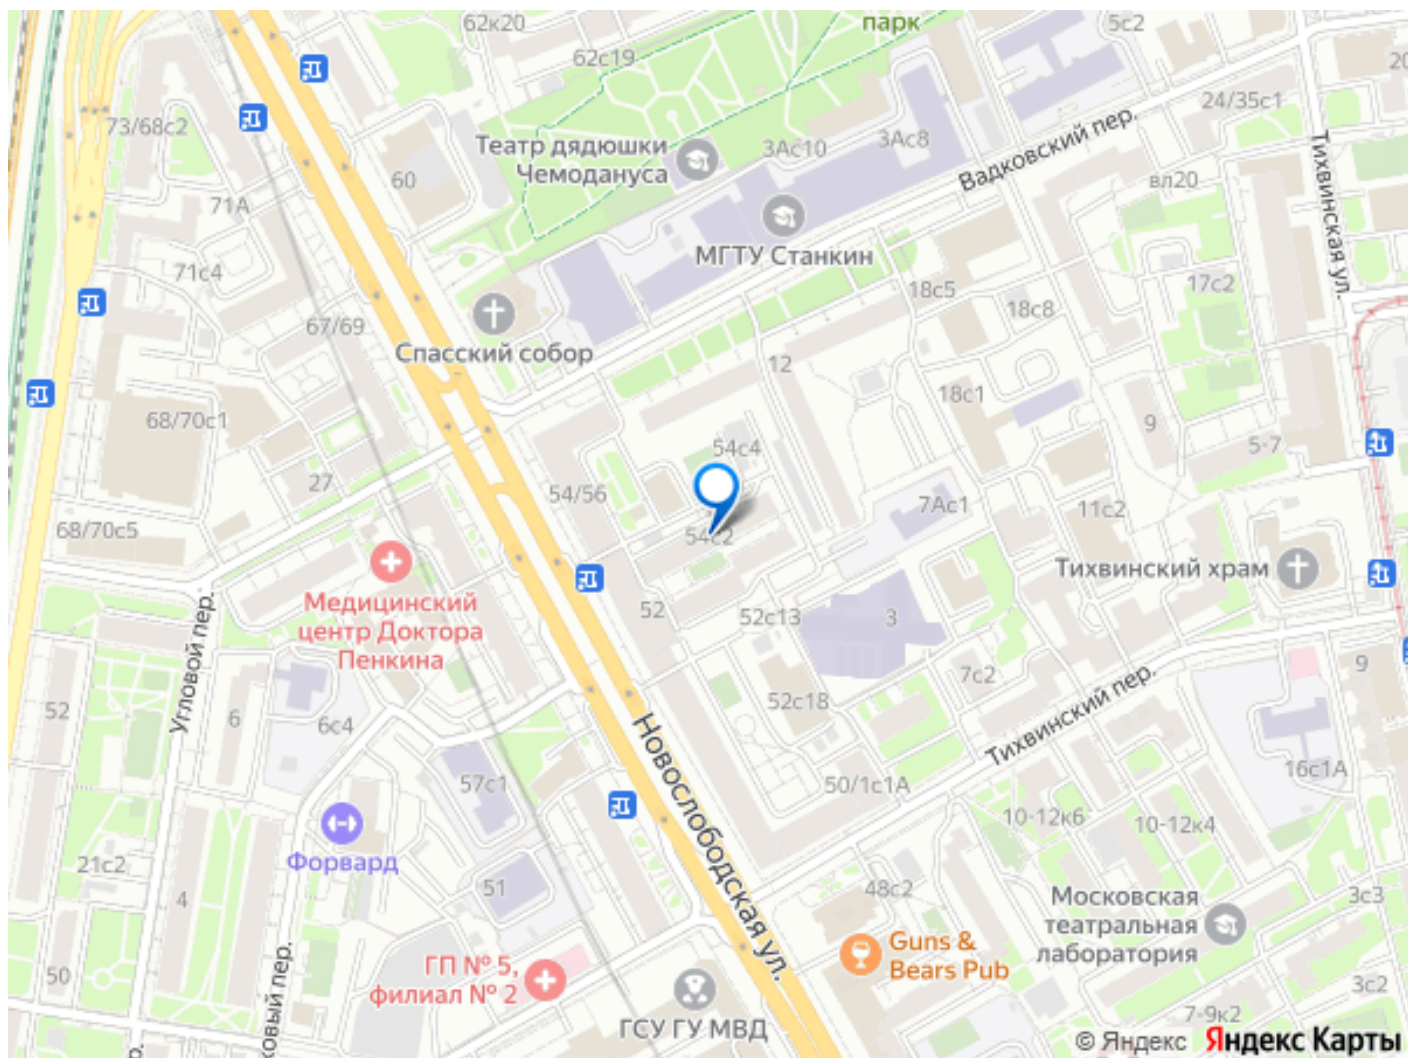 62к20
парк
5с2
62с19
20
24/35с1
73/68с2
Театр дядюшки
Чемодануса
3Ас10
3Ас8
Вадковский пер.
Тихвинская ул.
60
вл20
71А
МГТУ Станкин
71с4
17с2
18с5
18с8
67/69
Спасский собор
12
18с1
68/70с1
9
5-7
54с4
27
54/56
7Ас1
11с2
68/70с5
54с2
Тихвинский храм
Медицинский
центр Доктора
Пенкина
52
52с13
3
Угловой пер.
7с2
9
52с18
52
6
6с4
Тихвинский пер.
Новослободская ул.
57с1
50/1с1А
16с1А
10-12к6
10-12к4
Форвард
21с2
4
51
48с2
Московская
театральная
лаборатория
3с3
Guns &
Bears Pub
ГП № 5,
филиал № 2
50
овый пер.
3с2
7-9к2
ГСУ ГУ МВД
р.
© Яндекс Яндекс Карты